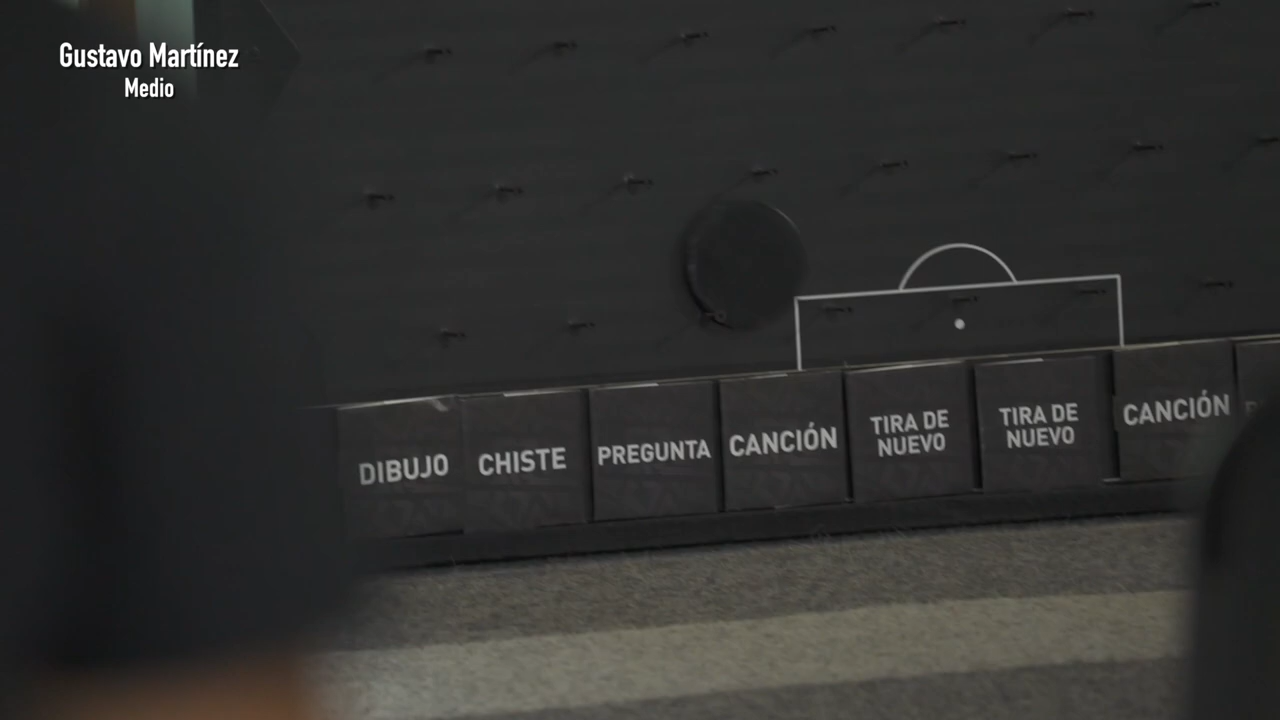 Gustavo Martínez
Medio
DIBUJO
CHISTE
PREGUNTA
CANCIÓN
TIRA DE
NUEVO
TIRA DE
NUEVO
CANCIÓN